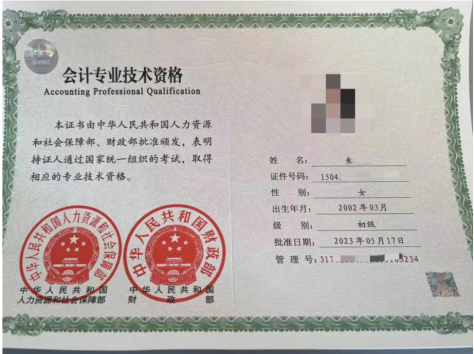 会计专业技术资格
Accounting Professional Qualification
本证书由中华人民共和国人力资源
和社会保障部、财政部批准颁发,表明
持证人通过国家统一组织的考试,取得
相应的专业技术资格。
中华人民共和国人力资源和社会保障部
中华人民共和国财政部
中华人民共和国
人力资源和社会保障部
中华人民共和国
财政部
姓名: 朱
证件号码: 1504.
性别: 女
出生年月: 2002年03月
级别: 初级
批准日期: 2023年05月17日
管理号: 317